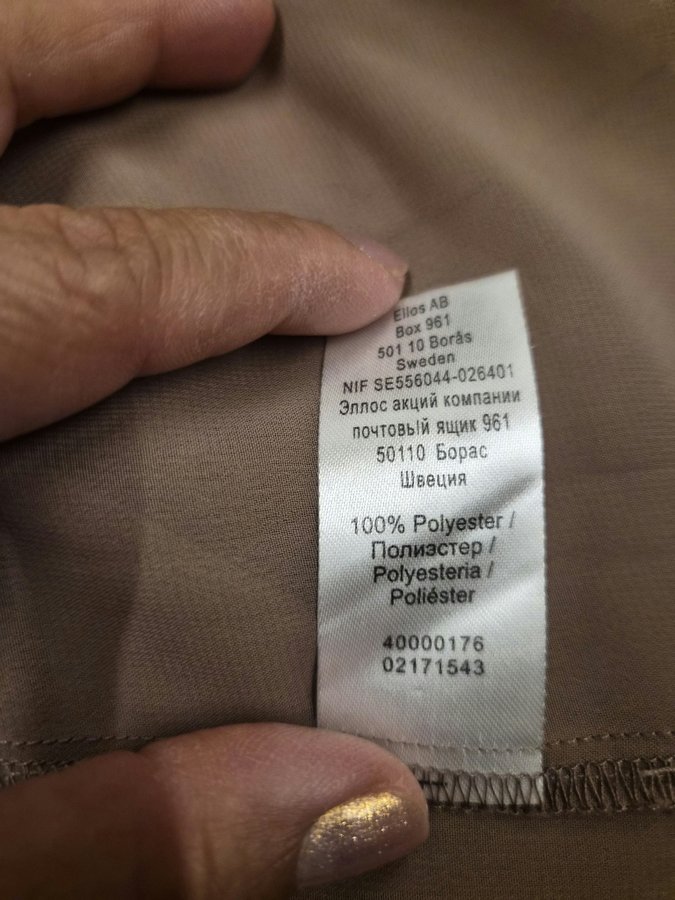 Ellos AB
Box 961
501 10 Borås
Sweden
NIF SE556044-026401
Эллос акций компании
почтовый ящик 961
50110 Борас
Швеция
100% Polyester /
Полиэстер /
Polyesteria /
Poliéster
40000176
02171543